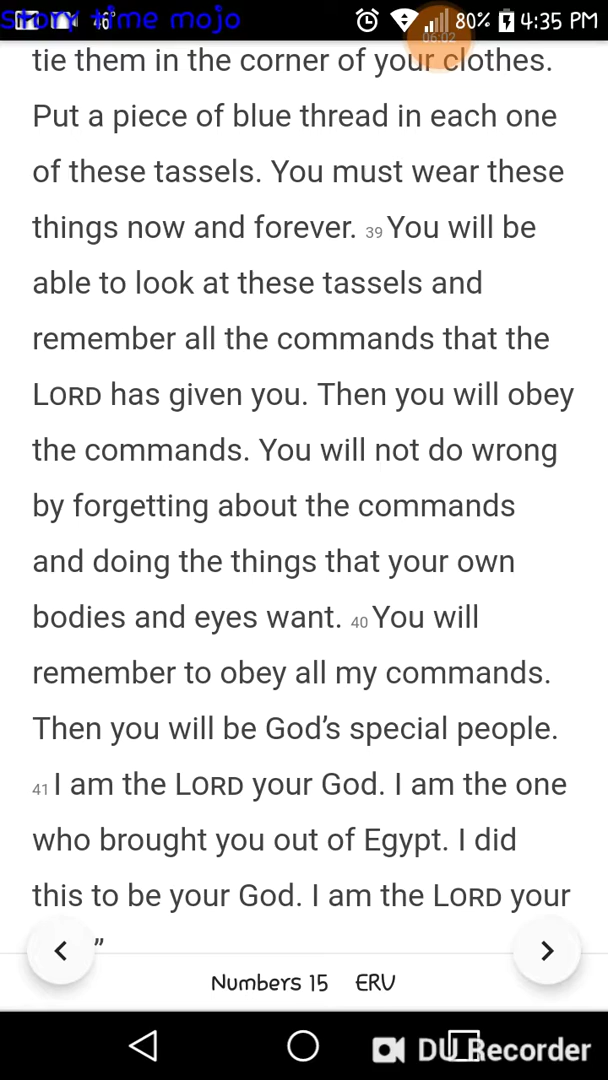 story time mojo
46°
80%
4:35 PM
06:02
tie them in the corner of your clothes.
Put a piece of blue thread in each one
of these tassels. You must wear these
things now and forever. 39 You will be
able to look at these tassels and
remember all the commands that the
LORD has given you. Then you will obey
the commands. You will not do wrong
by forgetting about the commands
and doing the things that your own
bodies and eyes want. 40 You will
remember to obey all my commands.
Then you will be God’s special people.
41 I am the LORD your God. I am the one
who brought you out of Egypt. I did
this to be your God. I am the LORD your
”
Numbers 15 ERV
DU Recorder